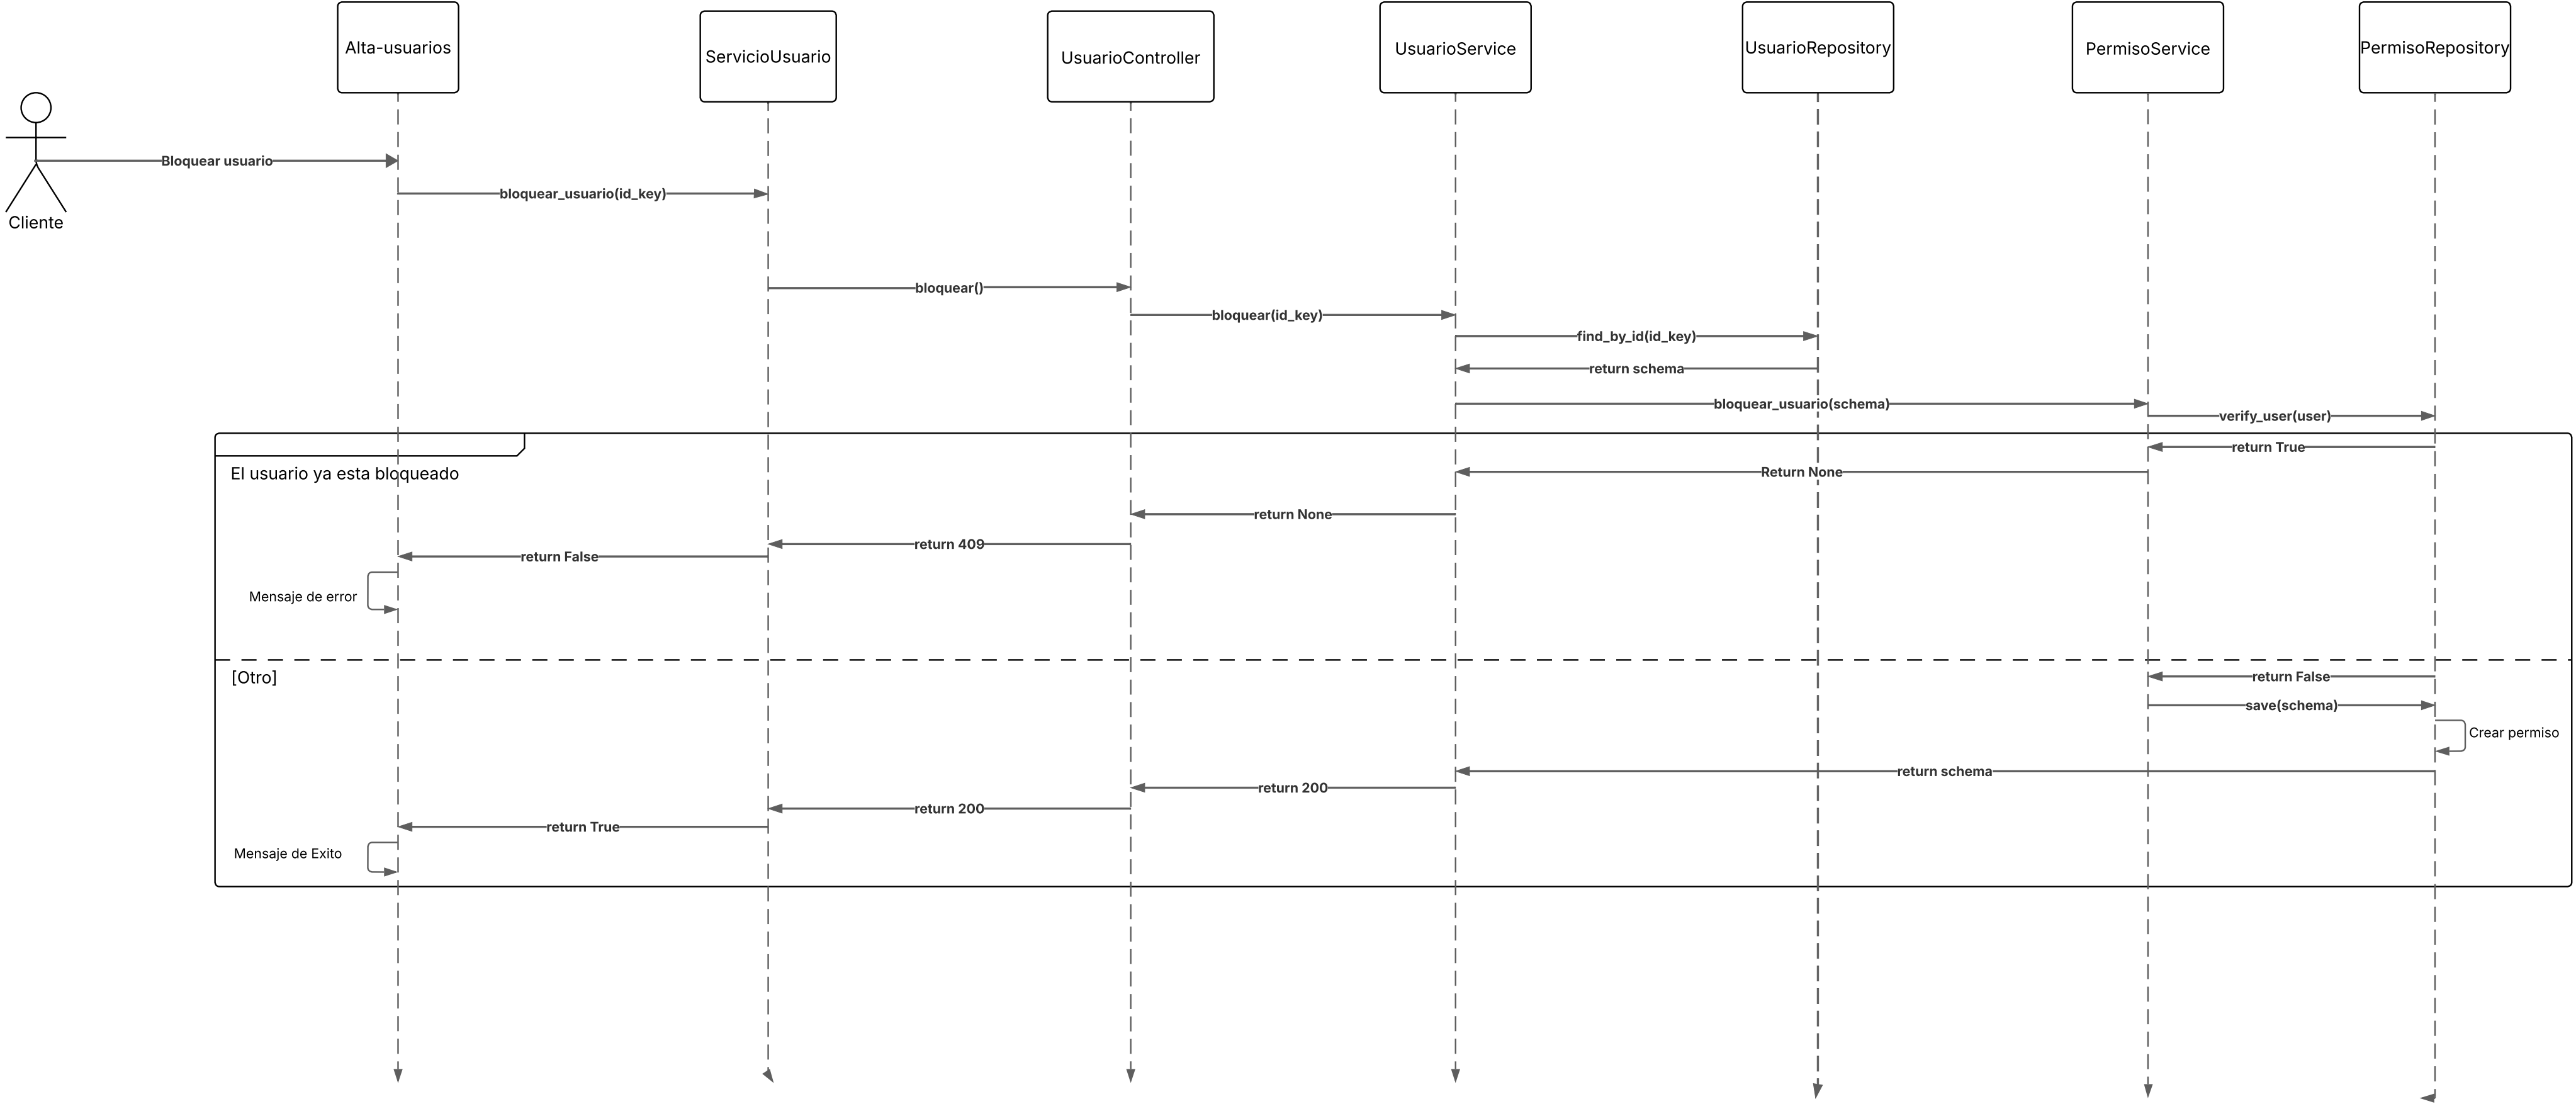 Alta-usuarios
ServicioUsuario
UsuarioController
UsuarioService
UsuarioRepository
PermisoService
PermisoRepository
Bloquear usuario
bloquear_usuario(id_key)
Cliente
bloquear()
bloquear(id_key)
find_by_id(id_key)
return schema
bloquear_usuario(schema)
verify_user(user)
return True
El usuario ya esta bloqueado
Return None
return None
return 409
return False
Mensaje de error
[Otro]
return False
save(schema)
Crear permiso
return schema
return 200
return 200
return True
Mensaje de Exito